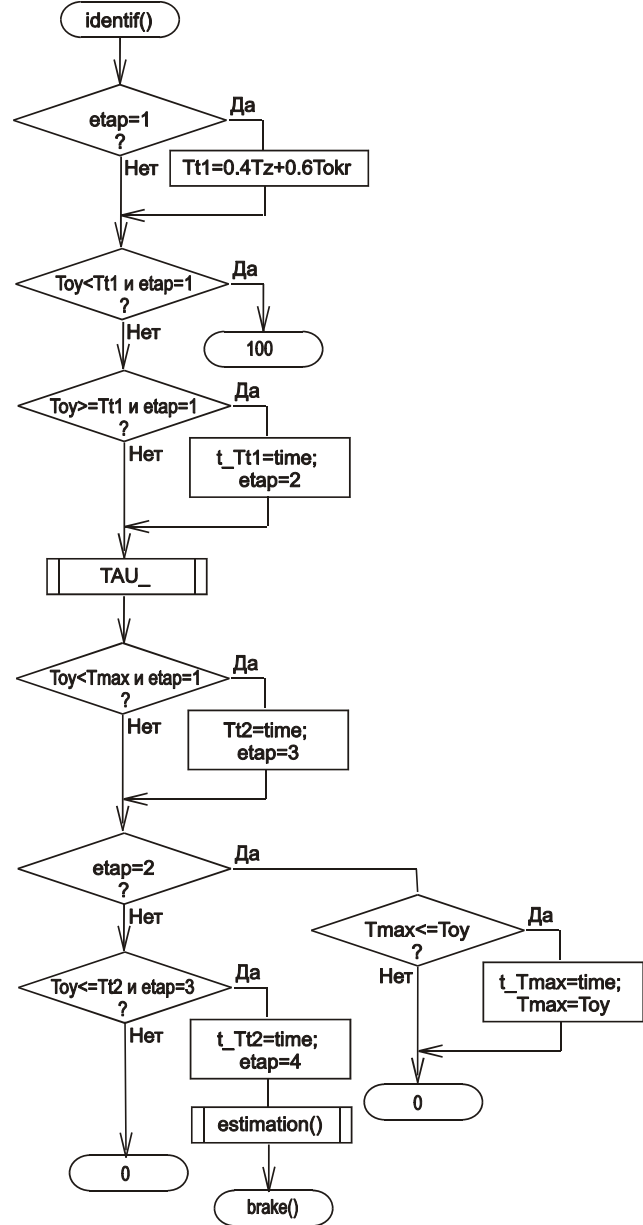 identif()
etap=1
?
Да
Нет
Tt1=0.4Tz+0.6Tokr
Toy<Tt1 и etap=1
?
Да
Нет
100
Toy>=Tt1 и etap=1
?
Да
Нет
t_Tt1=time;
etap=2
TAU_
Toy<Tmax и etap=1
?
Да
Нет
Tt2=time;
etap=3
etap=2
?
Да
Нет
Tmax<=Toy
?
Да
Нет
t_Tmax=time;
Tmax=Toy
0
Toy<=Tt2 и etap=3
?
Да
Нет
t_Tt2=time;
etap=4
estimation()
0
brake()